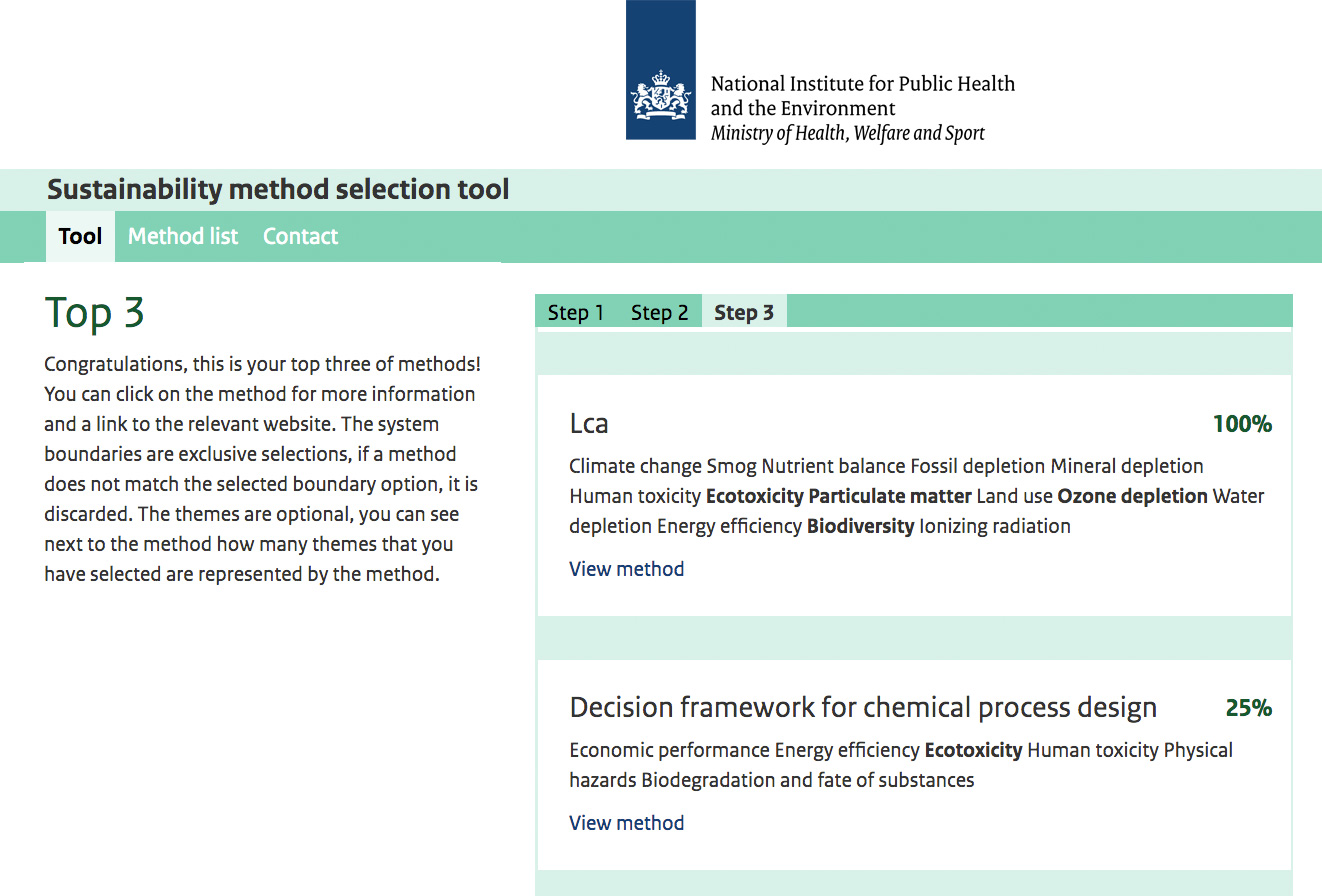 National Institute for Public Health
and the Environment
Ministry of Health, Welfare and Sport
Sustainability method selection tool
Tool Method list Contact
Top 3
Congratulations, this is your top three of methods!
You can click on the method for more information
and a link to the relevant website. The system
boundaries are exclusive selections, if a method
does not match the selected boundary option, it is
discarded. The themes are optional, you can see
next to the method how many themes that you
have selected are represented by the method.
Step 1 Step 2 Step 3
Lca 100%
Climate change Smog Nutrient balance Fossil depletion Mineral depletion
Human toxicity Ecotoxicity Particulate matter Land use Ozone depletion Water
depletion Energy efficiency Biodiversity Ionizing radiation
View method
Decision framework for chemical process design 25%
Economic performance Energy efficiency Ecotoxicity Human toxicity Physical
hazards Biodegradation and fate of substances
View method